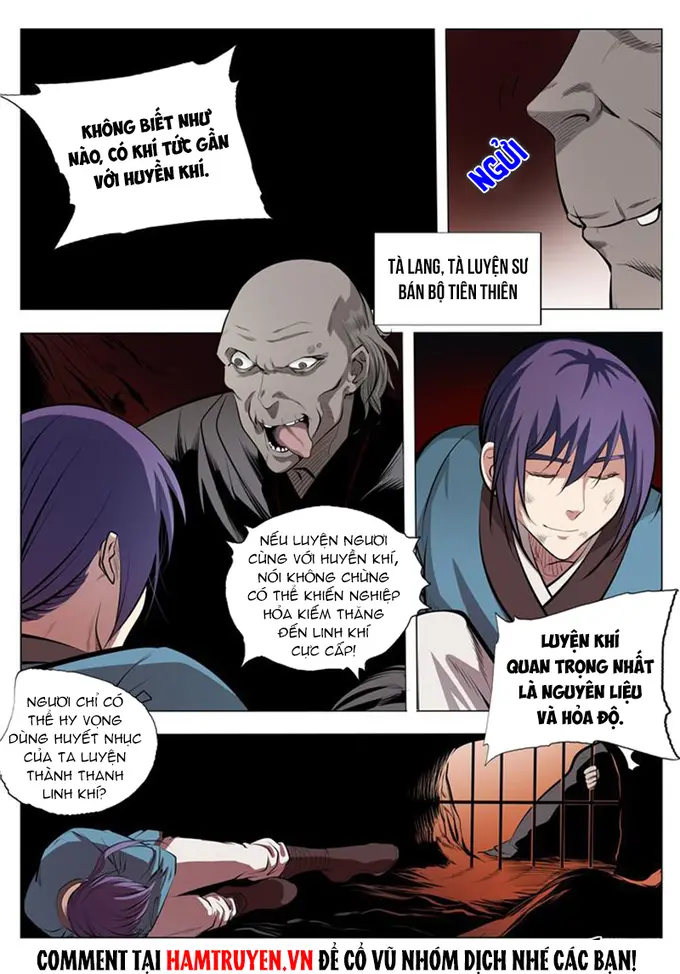 KHÔNG BIẾT NHƯ
NÀO, CÓ KHÍ TỨC GẦN
VỚI HUYỀN KHÍ.
NGỬI
TÀ LANG, TÀ LUYỆN SƯ
BÁN BỘ TIÊN THIÊN
NẾU LUYỆN NGƯƠI
CÙNG VỚI HUYỀN KHÍ,
NÓI KHÔNG CHỪNG
CÓ THỂ KHIẾN NGHIỆP
HỎA KIẾM THĂNG
ĐẾN LINH KHÍ
CỰC CẤP!
LUYỆN KHÍ
QUAN TRỌNG NHẤT
LÀ NGUYÊN LIỆU
VÀ HỎA ĐỘ.
NGƯƠI CHỈ CÓ
THỂ HY VỌNG
DÙNG HUYẾT NHỤC
CỦA TA LUYỆN
THÀNH THANH
LINH KHÍ?
COMMENT TẠI HAMTRUYEN.VN ĐỂ CỔ VŨ NHÓM DỊCH NHÉ CÁC BẠN!